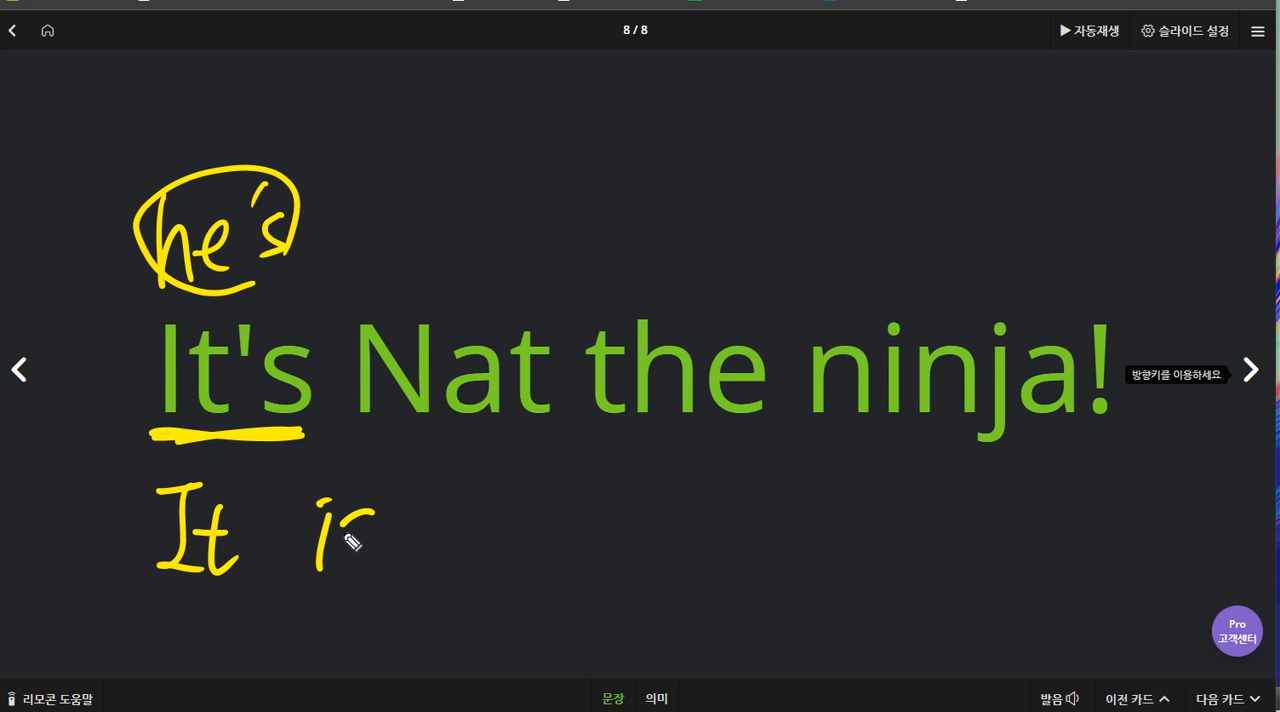 8 / 8
자동재생
슬라이드 설정
he's
It's Nat the ninja!
방향키를 이용하세요
It
Pro
고객센터
리모콘 도움말
문장
의미
발음
이전 카드
다음 카드